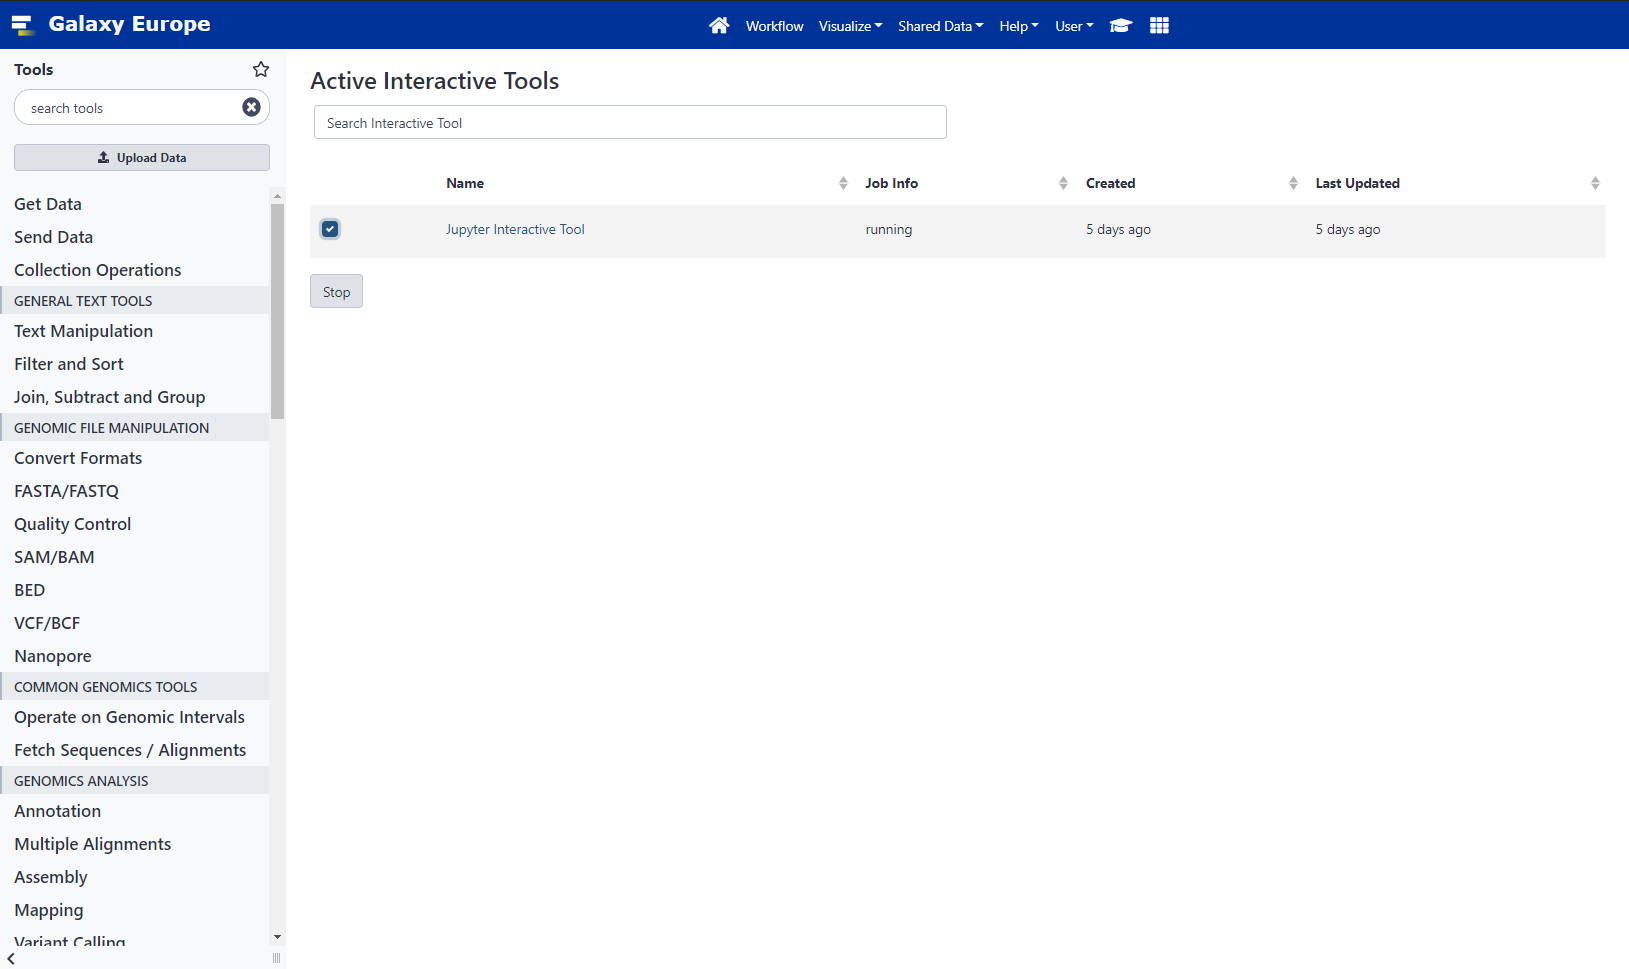 Galaxy Europe
Workflow Visualize Shared Data Help User
Tools
search tools
Upload Data
Get Data
Send Data
Collection Operations
GENERAL TEXT TOOLS
Text Manipulation
Filter and Sort
Join, Subtract and Group
GENOMIC FILE MANIPULATION
Convert Formats
FASTA/FASTQ
Quality Control
SAM/BAM
BED
VCF/BCF
Nanopore
COMMON GENOMICS TOOLS
Operate on Genomic Intervals
Fetch Sequences / Alignments
GENOMICS ANALYSIS
Annotation
Multiple Alignments
Assembly
Mapping
Variant Calling
Active Interactive Tools
Search Interactive Tool
Name Job Info Created Last Updated
Jupyter Interactive Tool running 5 days ago 5 days ago
Stop